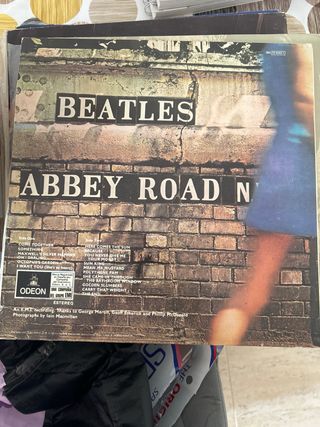 BEATLES
ABBEY ROAD N
COME TOGETHER
SOMETHING
MAXWELL'S SILVER HAMMER
OH! DARLING
OCTOPUS'S GARDEN
I WANT YOU (She's so heavy)
HERE COMES THE SUN
BECAUSE
YOU NEVER GIVE ME
YOUR MONEY
SUN KING
MEAN Mr MUSTARD
POLYTHENE PAM
SHE CAME IN THROUGH
THE BATHROOM WINDOW
GOLDEN SLUMBERS
CARRY THAT WEIGHT
THE END
ODEON
ESTEREO
An E.M.I. recording. Thanks to George Martin, Geoff Emerick and Phillip McDonald
Photographs by Iain Macmillan
THE
ORIGI